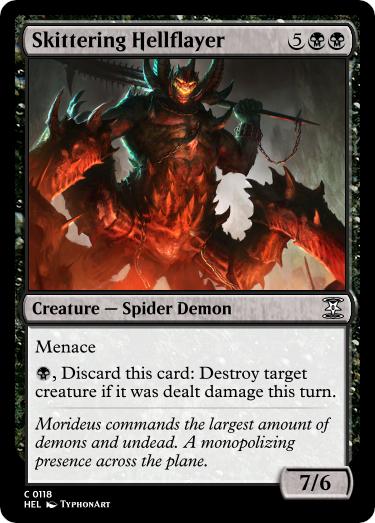 Skittering Hellflayer 5
Creature — Spider Demon
Menace
, Discard this card: Destroy target
creature if it was dealt damage this turn.
Morideus commands the largest amount of
demons and undead. A monopolizing
presence across the plane.
7/6
C 0118
HEL TyphonArt